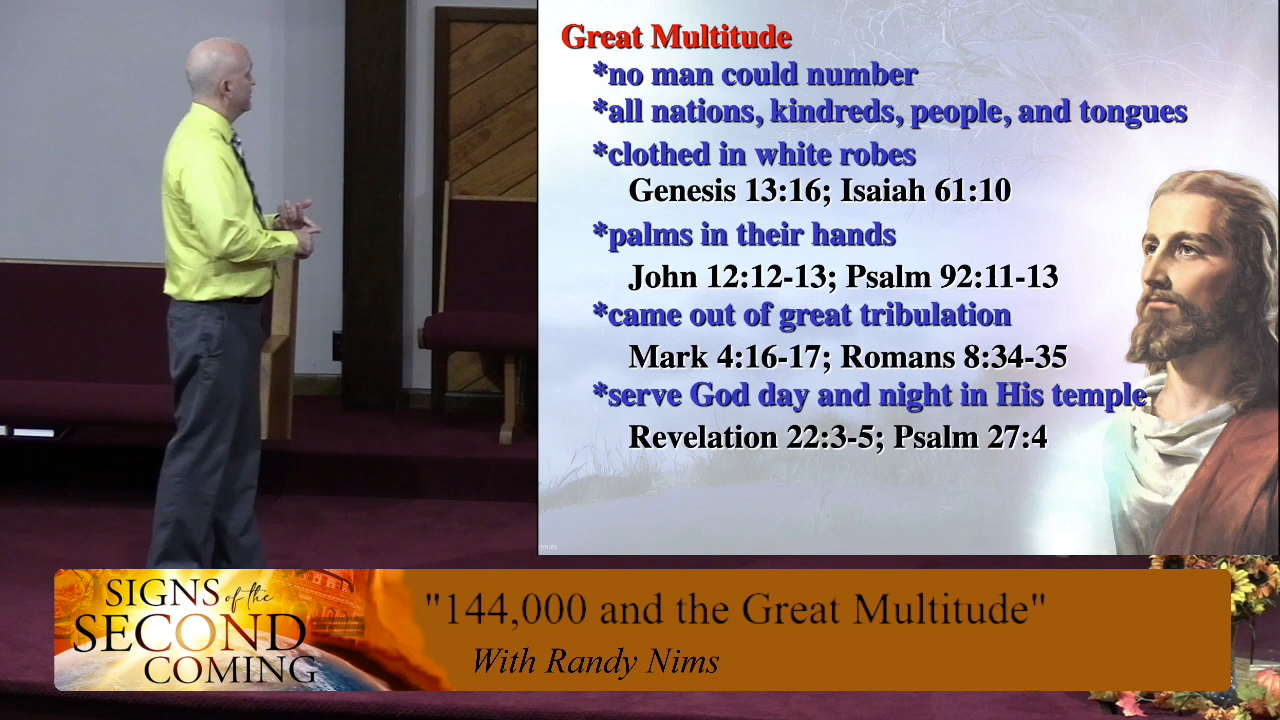 Great Multitude
*no man could number
*all nations, kindreds, people, and tongues
*clothed in white robes
Genesis 13:16; Isaiah 61:10
*palms in their hands
John 12:12-13; Psalm 92:11-13
*came out of great tribulation
Mark 4:16-17; Romans 8:34-35
*serve God day and night in His temple
Revelation 22:3-5; Psalm 27:4
SIGNS of the
SECOND
COMING
"144,000 and the Great Multitude"
With Randy Nims